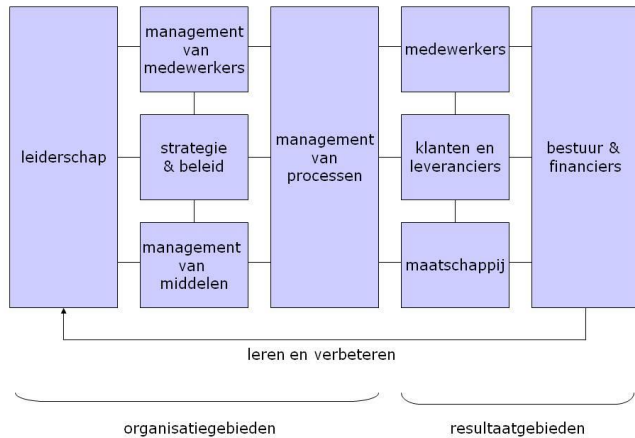 leiderschap
management
van
medewerkers
strategie
& beleid
management
van
middelen
management
van
processen
medewerkers
klanten en
leveranciers
maatschappij
bestuur &
financiers
leren en verbeteren
organisatiegebieden
resultaatgebieden